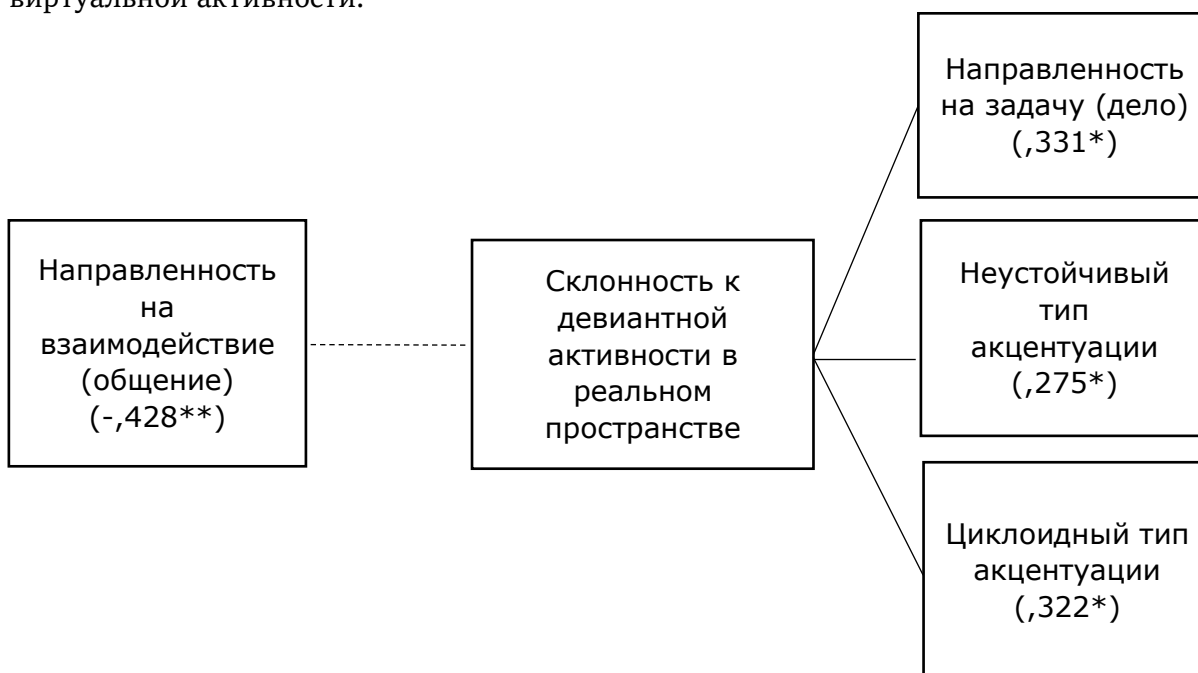 виртуальной активности.
Направленность
на
взаимодействие
(общение)
(-,428**)
Склонность к
девиантной
активности в
реальном
пространстве
Направленность
на задачу (дело)
(,331*)
Неустойчивый
тип
акцентуации
(,275*)
Циклоидный тип
акцентуации
(,322*)